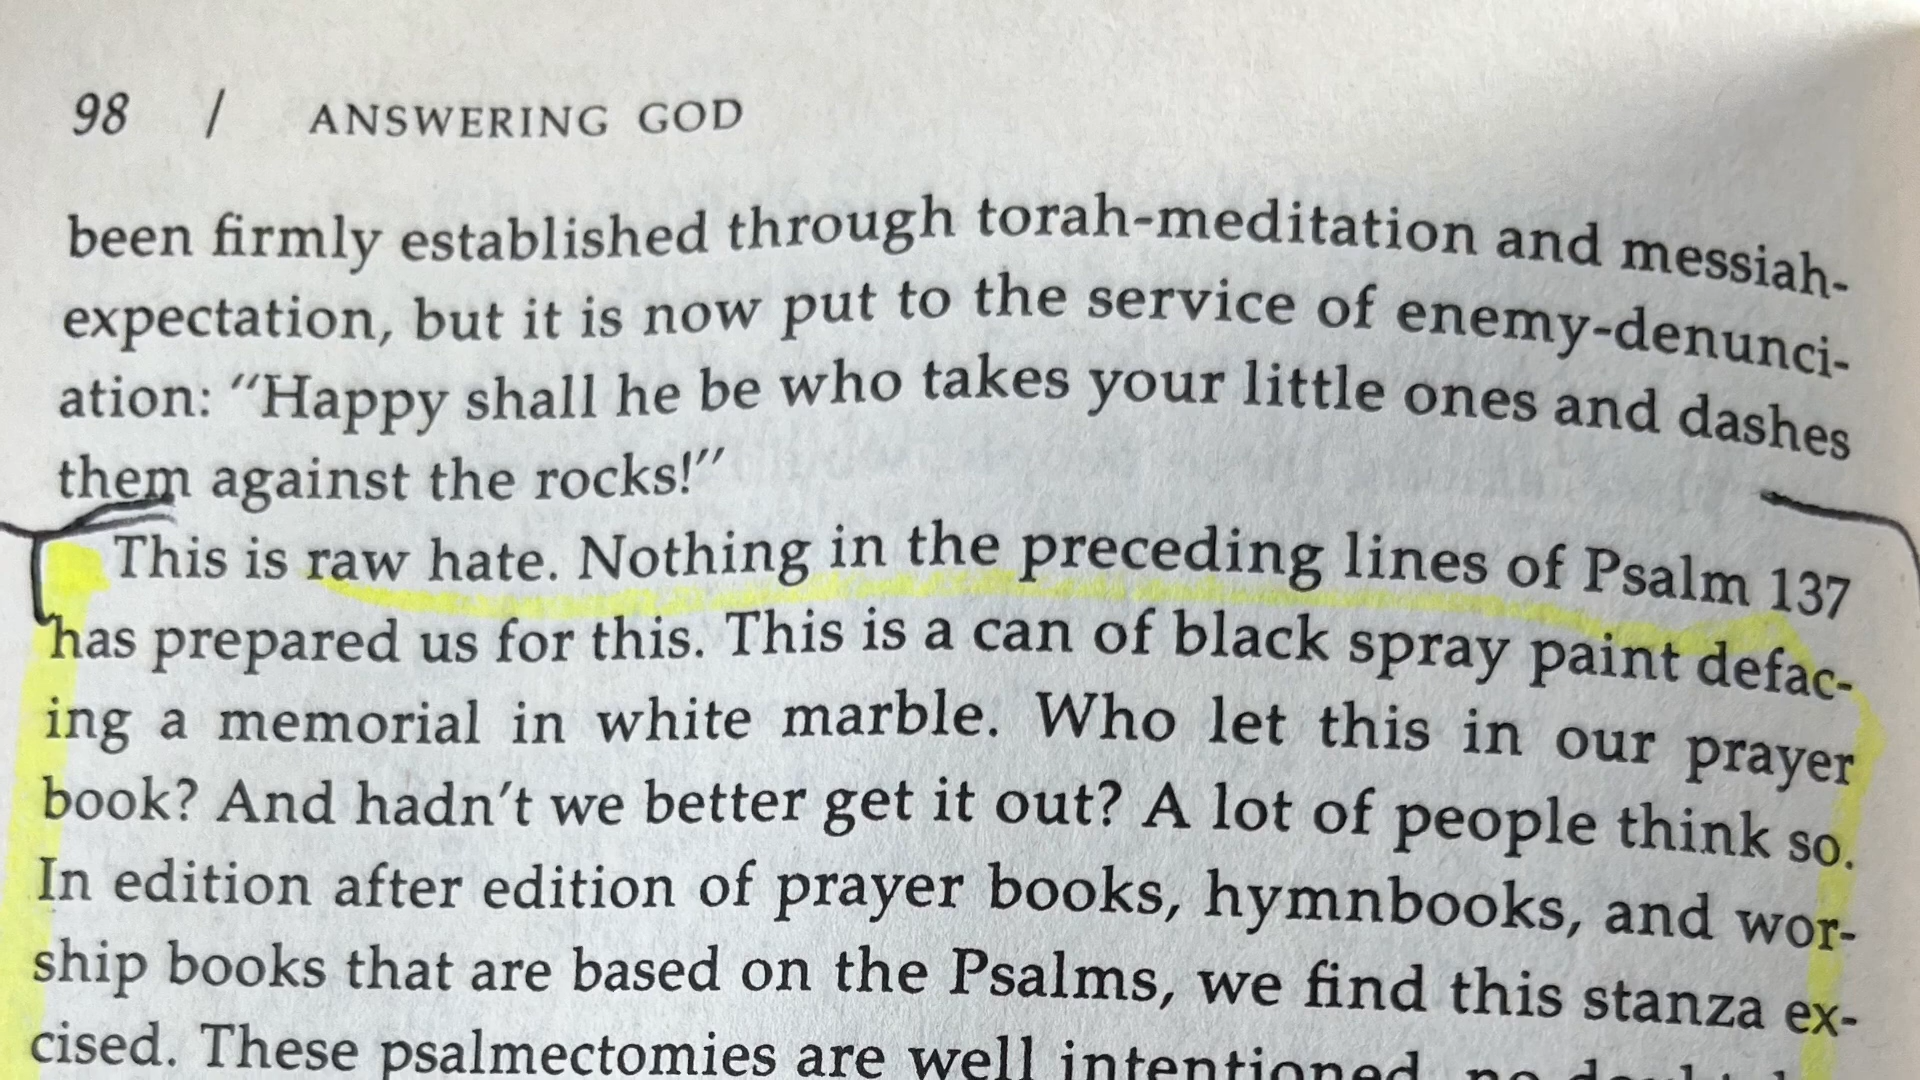 98 / ANSWERING GOD
been firmly established through torah-meditation and messiah-
expectation, but it is now put to the service of enemy-denunci-
ation: "Happy shall he be who takes your little ones and dashes
them against the rocks!"
This is raw hate. Nothing in the preceding lines of Psalm 137
has prepared us for this. This is a can of black spray paint defac-
ing a memorial in white marble. Who let this in our prayer
book? And hadn't we better get it out? A lot of people think so.
In edition after edition of prayer books, hymnbooks, and wor-
ship books that are based on the Psalms, we find this stanza ex-
cised. These psalmectomies are well intentioned, no doubt,